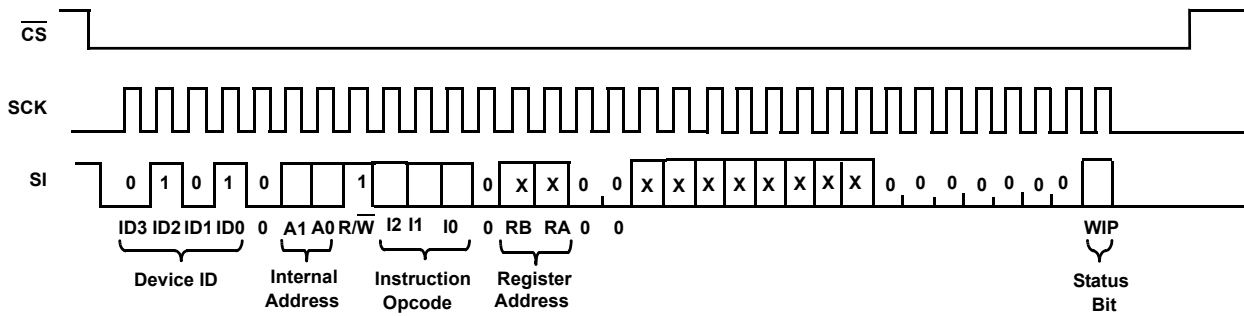 CS
SCK
SI 0 1 0 1 0 1 0 X X 0 0 X X X X X X X X 0 0 0 0 0 0 0
ID3 ID2 ID1 ID0 0 A1 A0 R/W I2 I1 I0 0 RB RA 0 0 WIP
Device ID
Internal
Address
Instruction
Opcode
Register
Address
Status
Bit